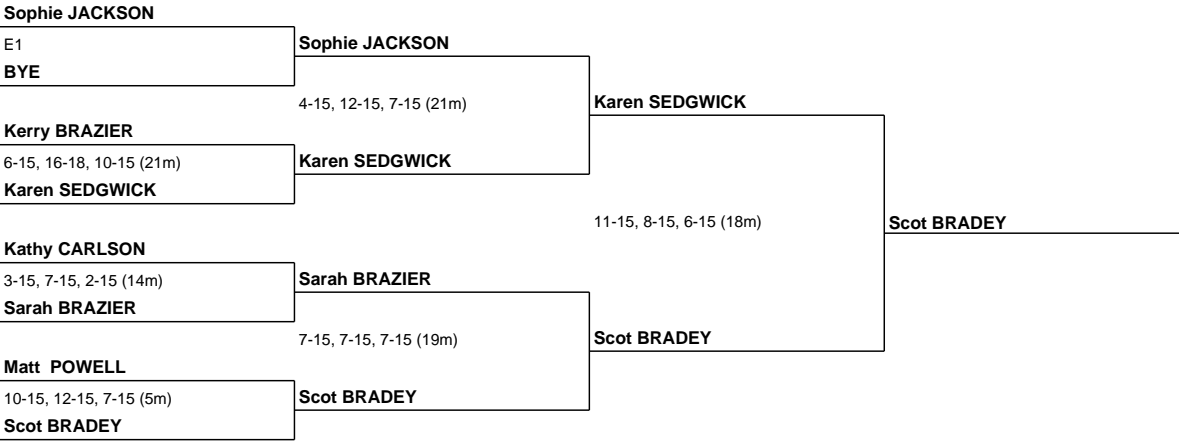 Sophie JACKSON
E1
BYE
Kerry BRAZIER
6-15, 16-18, 10-15 (21m)
Karen SEDGWICK
Kathy CARLSON
3-15, 7-15, 2-15 (14m)
Sarah BRAZIER
Matt POWELL
10-15, 12-15, 7-15 (5m)
Scot BRADEY
Sophie JACKSON
4-15, 12-15, 7-15 (21m)
Karen SEDGWICK
Sarah BRAZIER
7-15, 7-15, 7-15 (19m)
Scot BRADEY
Karen SEDGWICK
11-15, 8-15, 6-15 (18m)
Scot BRADEY
Scot BRADEY